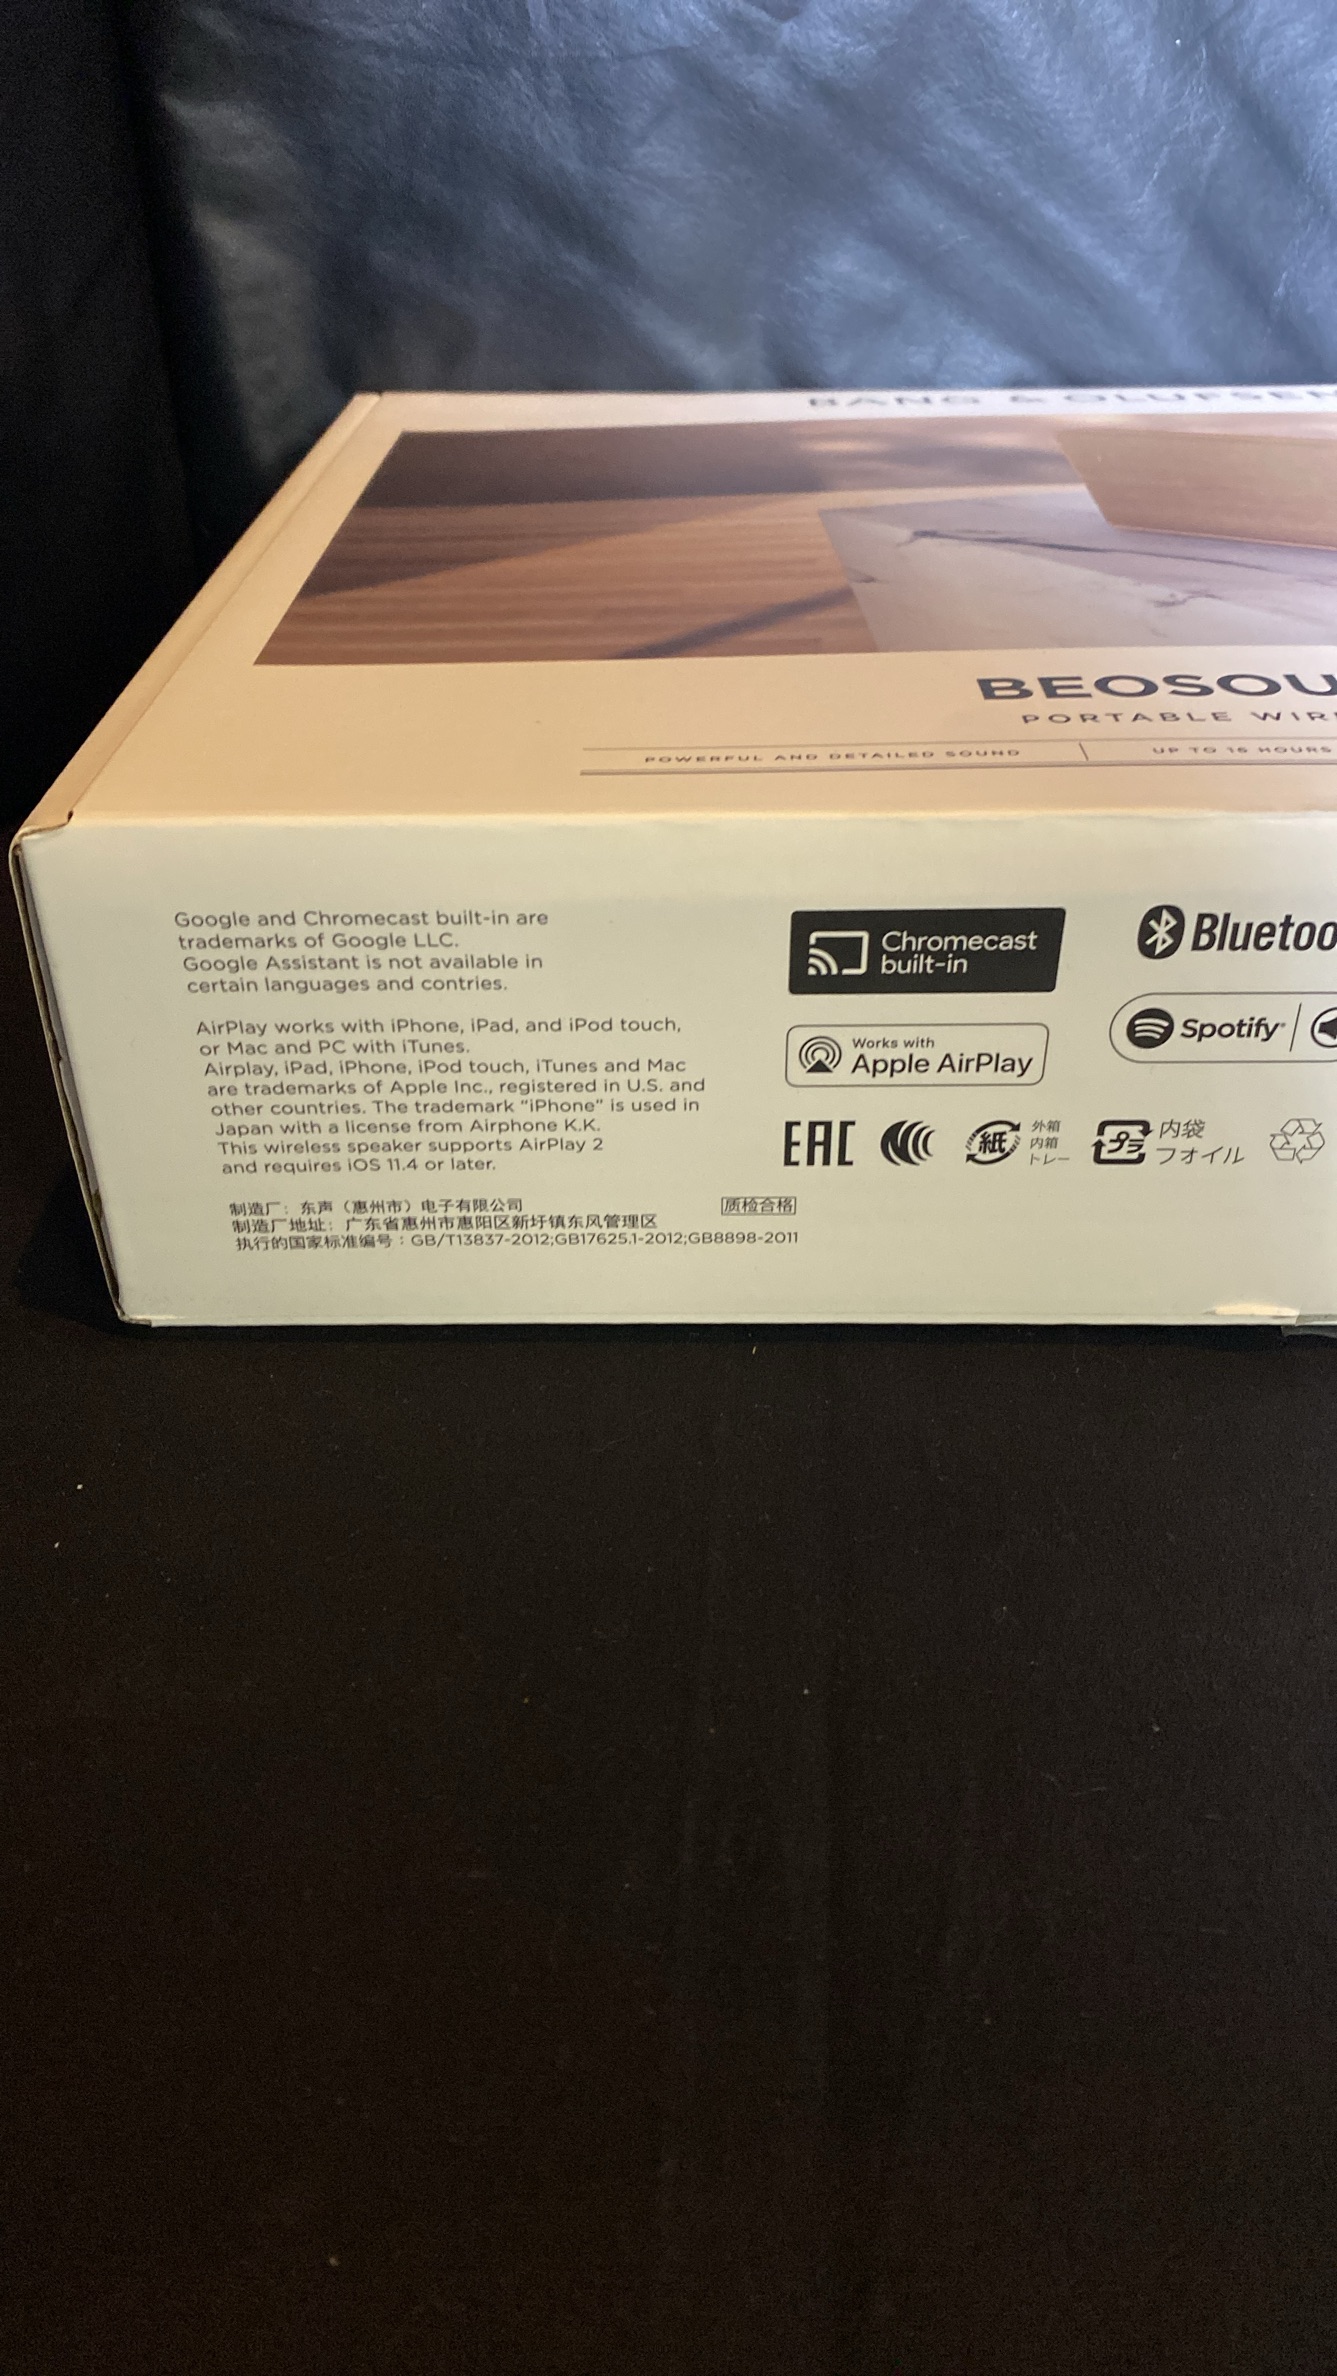 BANG & OLUFSEN
BEOSOU
PORTABLE WIR
POWERFUL AND DETAILED SOUND
UP TO 16 HOURS
Google and Chromecast built-in are
trademarks of Google LLC.
Google Assistant is not available in
certain languages and contries.
AirPlay works with iPhone, iPad, and iPod touch,
or Mac and PC with iTunes.
Airplay, iPad, iPhone, iPod touch, iTunes and Mac
are trademarks of Apple Inc., registered in U.S. and
other countries. The trademark "iPhone" is used in
Japan with a license from Airphone K.K.
This wireless speaker supports AirPlay 2
and requires iOS 11.4 or later.
制造厂：东声（惠州市）电子有限公司
质检合格
制造厂地址：广东省惠州市惠阳区新圩镇东风管理区
执行的国家标准编号：GB/T13837-2012;GB17625.1-2012;GB8898-2011
Chromecast
built-in
Bluetoo
Works with
Apple AirPlay
Spotify
EAC
紙
外箱
内箱
トレー
プラ
内袋
フォイル